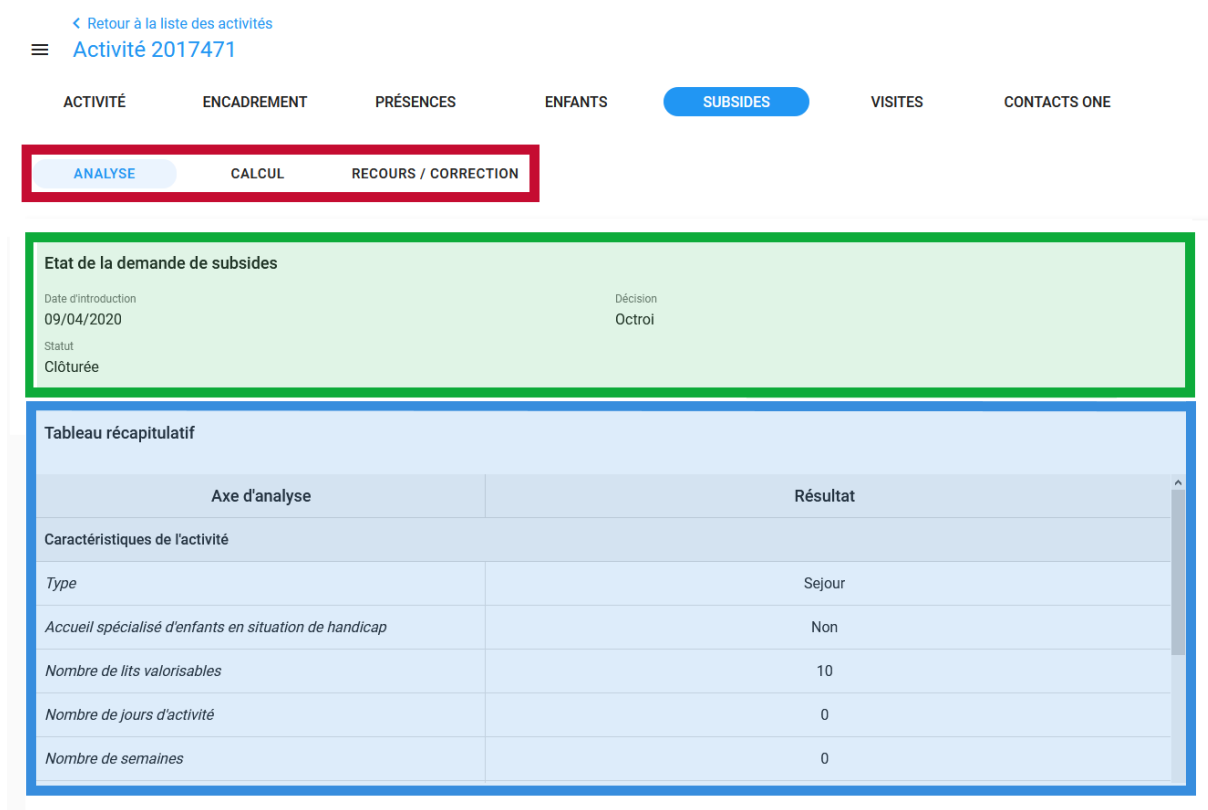 Retour à la liste des activités
Activité 2017471
ACTIVITÉ ENCADREMENT PRÉSENCES ENFANTS SUBSIDES VISITES CONTACTS ONE
ANALYSE CALCUL RECOURS / CORRECTION
Etat de la demande de subsides
Date d'introduction Décision
09/04/2020 Octroi
Statut
Clôturée
Tableau récapitulatif
Axe d'analyse Résultat
Caractéristiques de l'activité
Type Sejour
Accueil spécialisé d'enfants en situation de handicap Non
Nombre de lits valorisables 10
Nombre de jours d'activité 0
Nombre de semaines 0